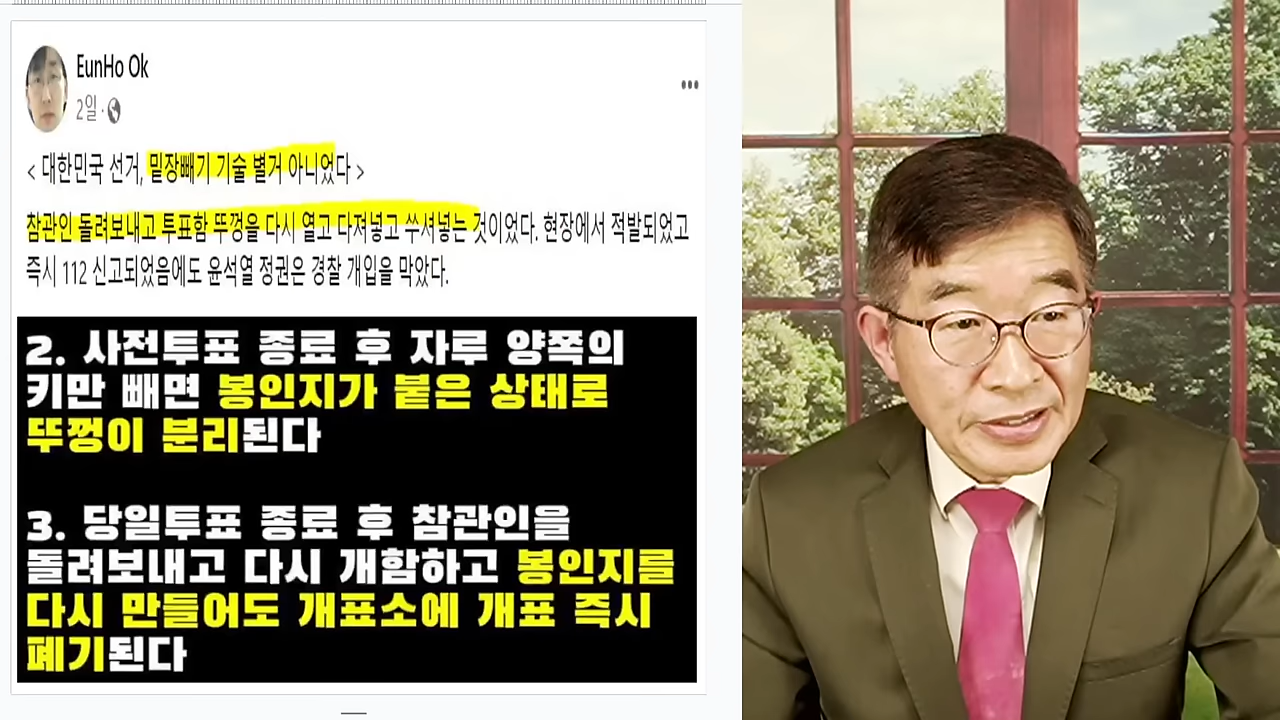 EunHo Ok
2일 ·
< 대한민국 선거, 밑장빼기 기술 별거 아니었다 >
참관인 돌려보내고 투표함 뚜껑을 다시 열고 다져넣고 쑤셔넣는 것이었다. 현장에서 적발되었고
즉시 112 신고되었음에도 윤석열 정권은 경찰 개입을 막았다.
2. 사전투표 종료 후 자루 양쪽의
키만 빼면 봉인지가 붙은 상태로
뚜껑이 분리된다
3. 당일투표 종료 후 참관인을
돌려보내고 다시 개함하고 봉인지를
다시 만들어도 개표소에 개표 즉시
폐기된다